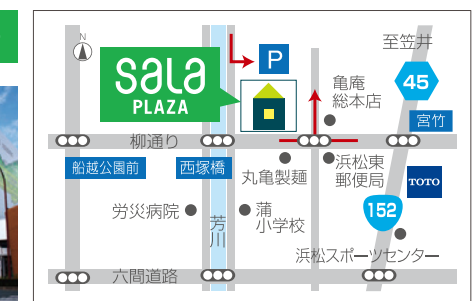 N
至笠井
sala
PLAZA
P
45
亀庵
総本店
宮竹
柳通り
船越公園前
西塚橋
丸亀製麺
浜松東
郵便局
TOTO
労災病院
芳川
蒲
小学校
152
浜松スポーツセンター
六間道路